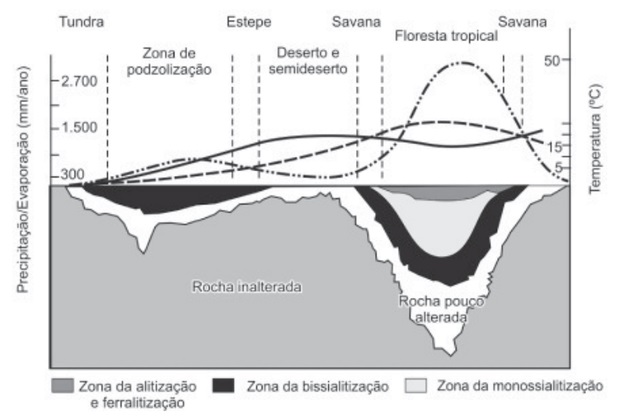 Tundra
Estepe
Savana
Savana
Floresta tropical
Zona de
podzolização
Deserto e
semideserto
Precipitação/Evaporação (mm/ano)
2.700
1.500
300
50
15
5
Temperatura (ºC)
Rocha inalterada
Rocha pouco
alterada
Zona da alitização
e ferralitização
Zona da bissialitização
Zona da monossialitização